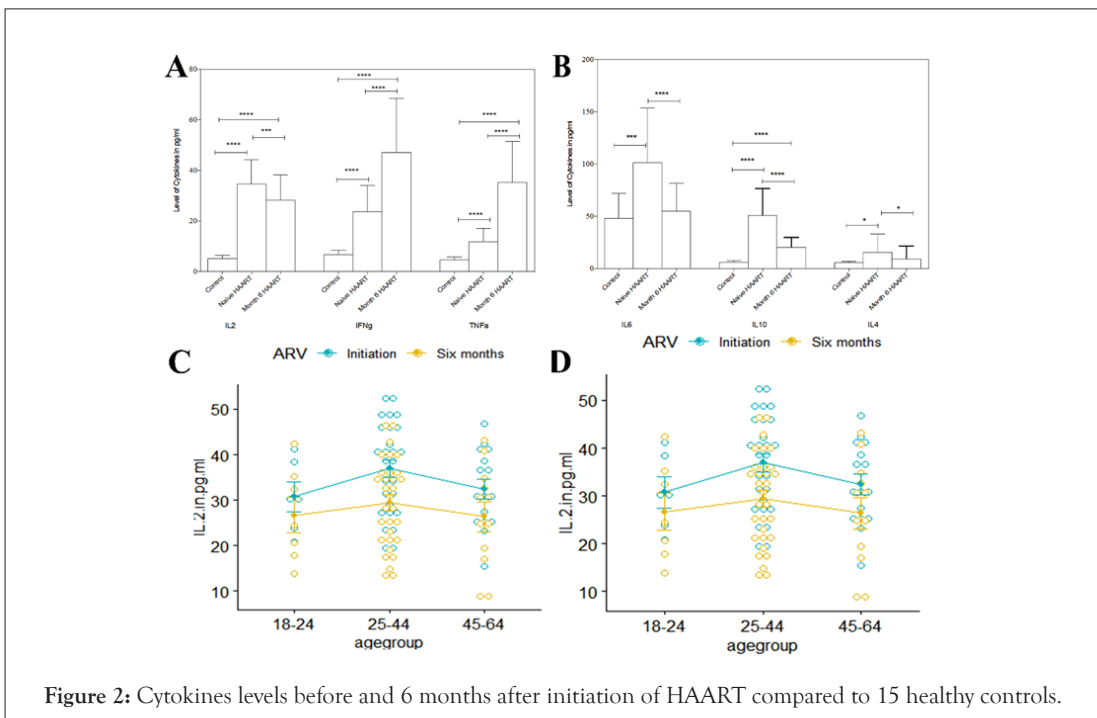 A
B
80
60
40
20
0
Level of Cytokines in pg/ml
****
****
***
****
****
****
****
****
****
Control
Naive HAART
Month 6 HAART
Control
Naive HAART
Month 6 HAART
Control
Naive HAART
Month 6 HAART
IL2
IFNg
TNFa
200
150
100
50
0
Level of Cytokines in pg/ml
***
****
****
****
****
*
*
Control
Naive HAART
Month 6 HAART
Control
Naive HAART
Month 6 HAART
Control
Naive HAART
Month 6 HAART
IL6
IL10
IL4
C
ARV Initiation Six months
50
40
30
20
10
IL.2.in.pg.ml
18-24 25-44 45-64
agegroup
D
ARV Initiation Six months
50
40
30
20
10
IL.2.in.pg.ml
18-24 25-44 45-64
agegroup
Figure 2: Cytokines levels before and 6 months after initiation of HAART compared to 15 healthy controls.